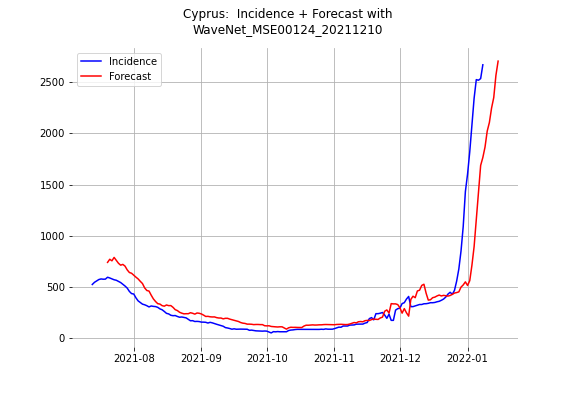 Cyprus:  Incidence + Forecast with
WaveNet_MSE00124_20211210
Incidence
Forecast
2500
2000
1500
1000
500
0
2021-08 2021-09 2021-10 2021-11 2021-12 2022-01